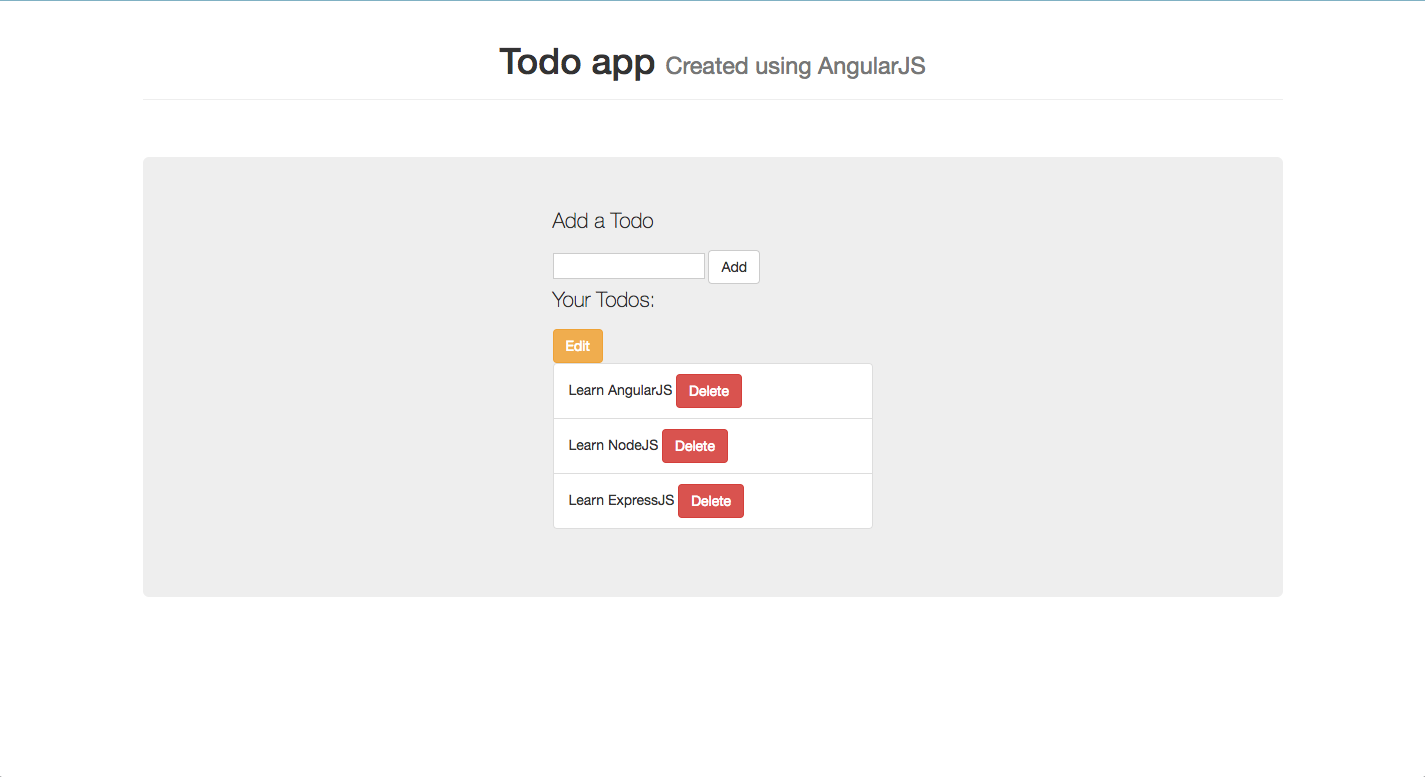 Todo app Created using AngularJS
Add a Todo
Add
Your Todos:
Edit
Learn AngularJS Delete
Learn NodeJS Delete
Learn ExpressJS Delete